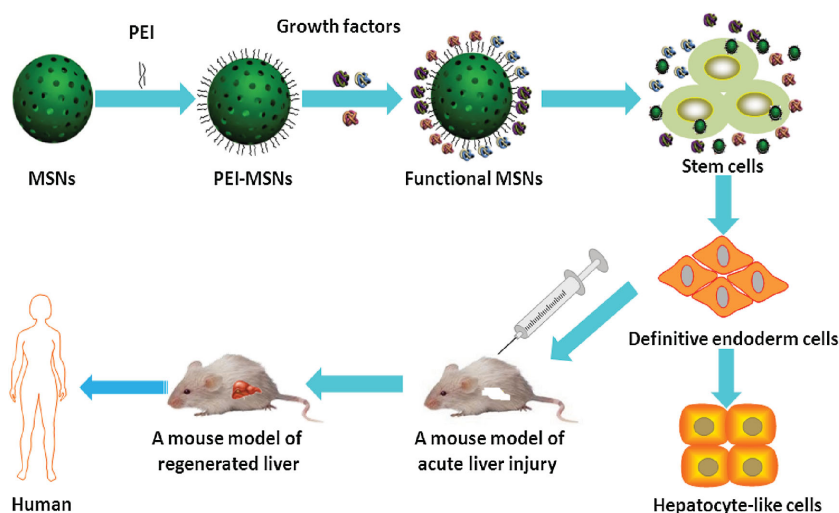 PEI
Growth factors
MSNs
PEI-MSNs
Functional MSNs
Stem cells
Definitive endoderm cells
A mouse model of
regenerated liver
A mouse model of
acute liver injury
Human
Hepatocyte-like cells